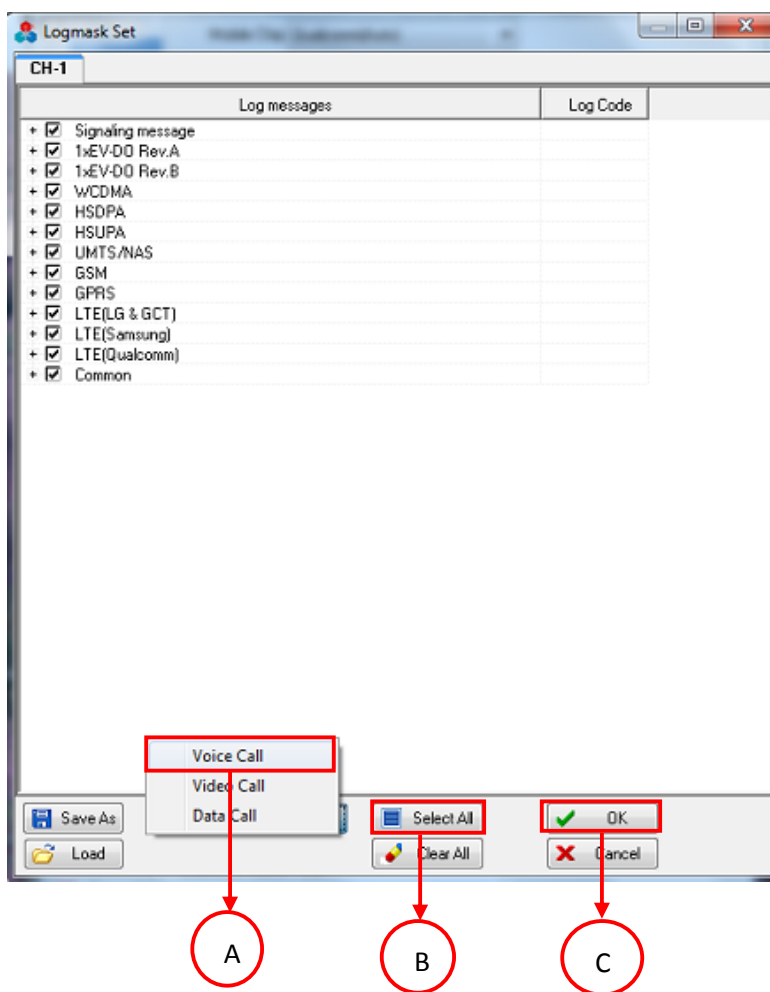 Logmask Set
CH-1
Log messages Log Code
Signaling message
1xEV-DO Rev.A
1xEV-DO Rev.B
WCDMA
HSDPA
HSUPA
UMTS/NAS
GSM
GPRS
LTE(LG & GCT)
LTE(Samsung)
LTE(Qualcomm)
Common
Voice Call
Video Call
Data Call
Save As Select All OK
Load Clear All Cancel
A B C